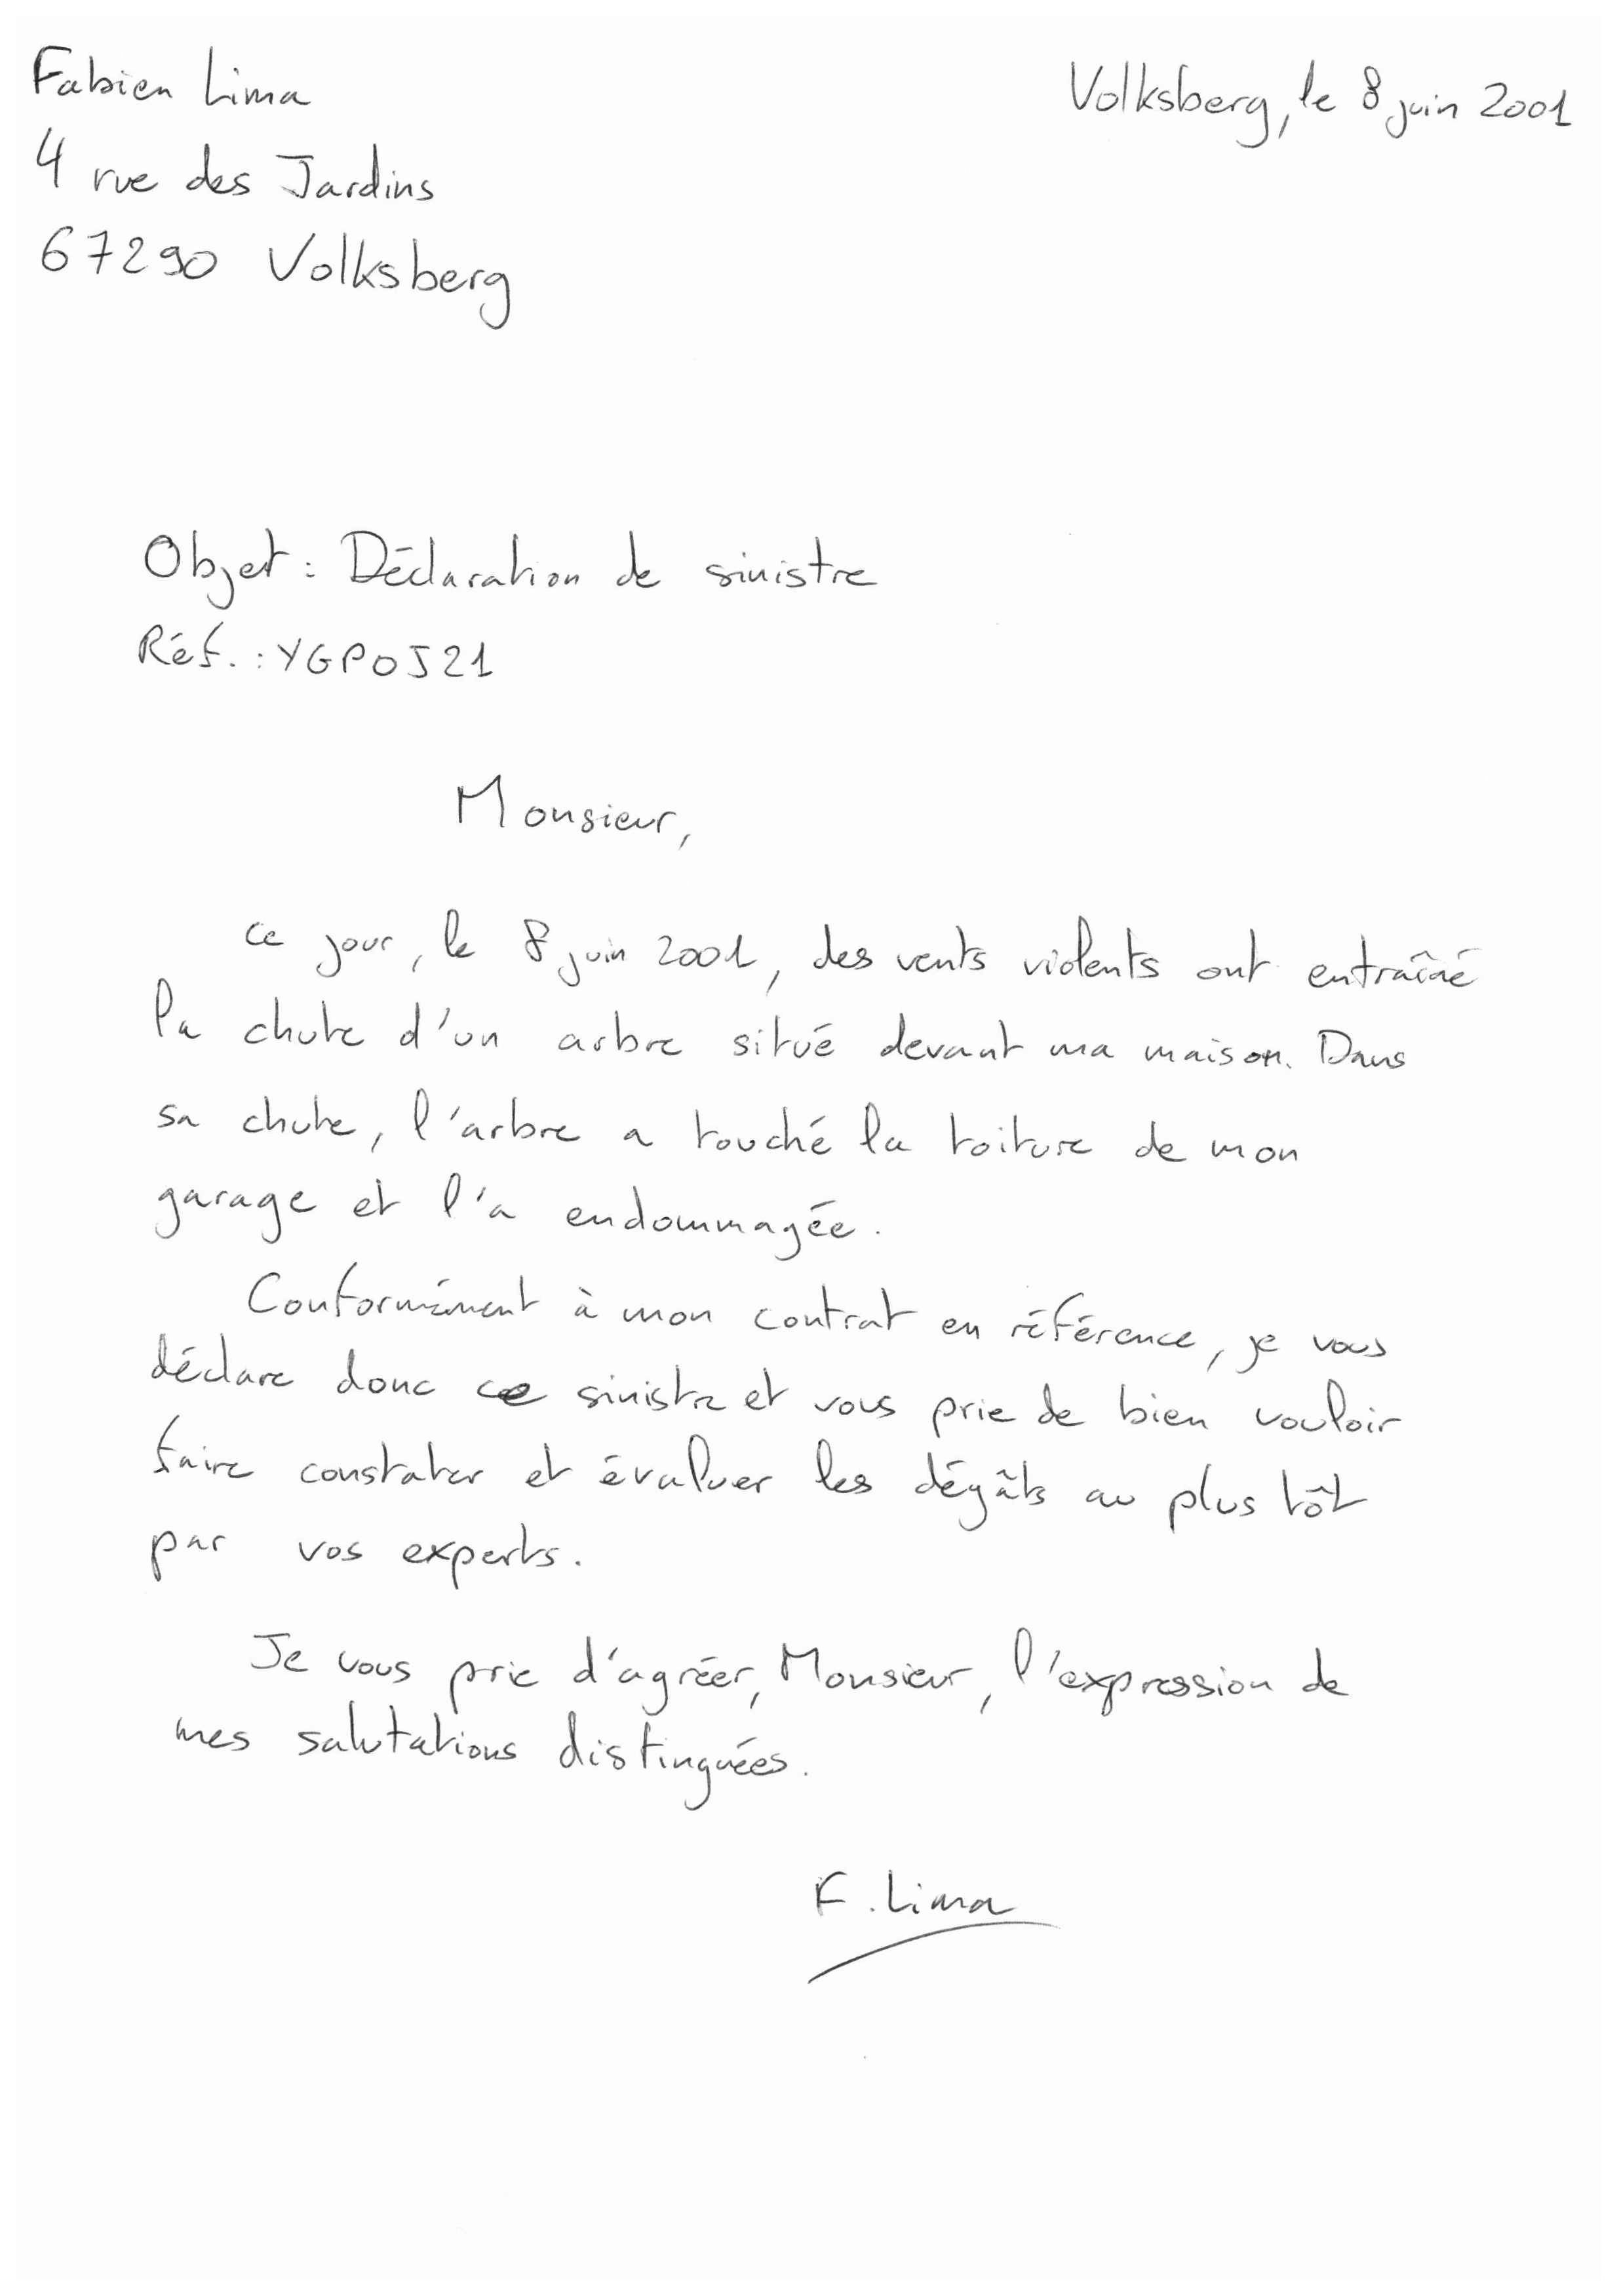 Fabien Lima
Volksberg, le 8 juin 2001
4 rue des Jardins
67290 Volksberg
Objet : Déclaration de sinistre
Réf. : YGPOJ21
Monsieur,
Ce jour, le 8 juin 2001, des vents violents ont entraîné
la chute d'un arbre situé devant ma maison. Dans
sa chute, l'arbre a touché la toiture de mon
garage et l'a endommagée.
Conformément à mon contrat en référence, je vous
déclare donc ce sinistre et vous prie de bien vouloir
faire constater et évaluer les dégâts au plus tôt
par vos experts.
Je vous prie d'agréer, Monsieur, l'expression de
mes salutations distinguées.
F. Lima